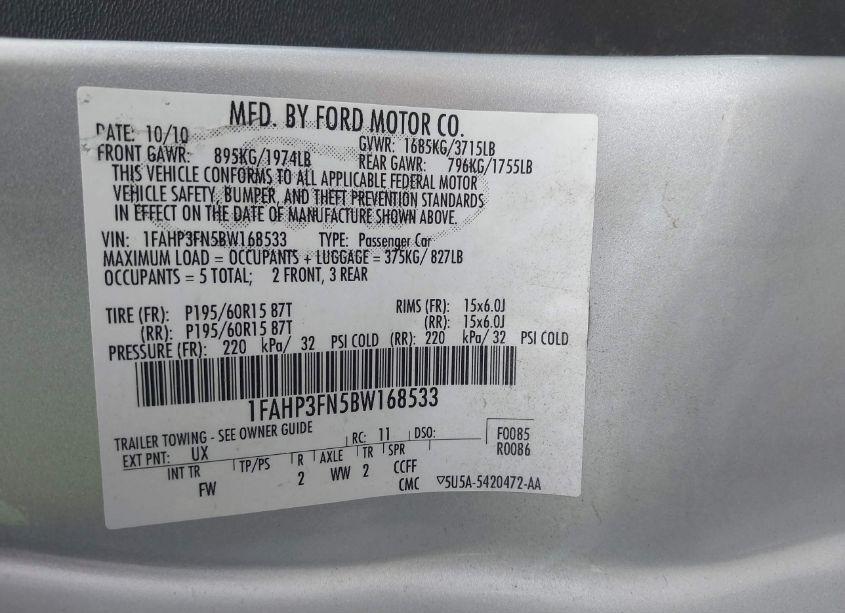 MFD. BY FORD MOTOR CO.
DATE: 10/10 GVWR: 1685KG/3715LB
FRONT GAWR: 895KG/1974LB REAR GAWR: 796KG/1755LB
THIS VEHICLE CONFORMS TO ALL APPLICABLE FEDERAL MOTOR
VEHICLE SAFETY, BUMPER, AND THEFT PREVENTION STANDARDS
IN EFFECT ON THE DATE OF MANUFACTURE SHOWN ABOVE.
VIN: 1FAHP3FN5BW168533 TYPE: Passenger Car
MAXIMUM LOAD = OCCUPANTS + LUGGAGE = 375KG/ 827LB
OCCUPANTS = 5 TOTAL; 2 FRONT, 3 REAR
TIRE (FR): P195/60R15 87T RIMS (FR): 15x6.0J
(RR): P195/60R15 87T (RR): 15x6.0J
PRESSURE (FR): 220 kPa/ 32 PSI COLD (RR): 220 kPa/ 32 PSI COLD
1FAHP3FN5BW168533
TRAILER TOWING - SEE OWNER GUIDE RC: 11 DSO: F0085
EXT PNT: UX R0086
INT TR TP/PS R AXLE TR SPR
FW 2 WW 2 CCFF
CMC ▽5U5A-5420472-AA